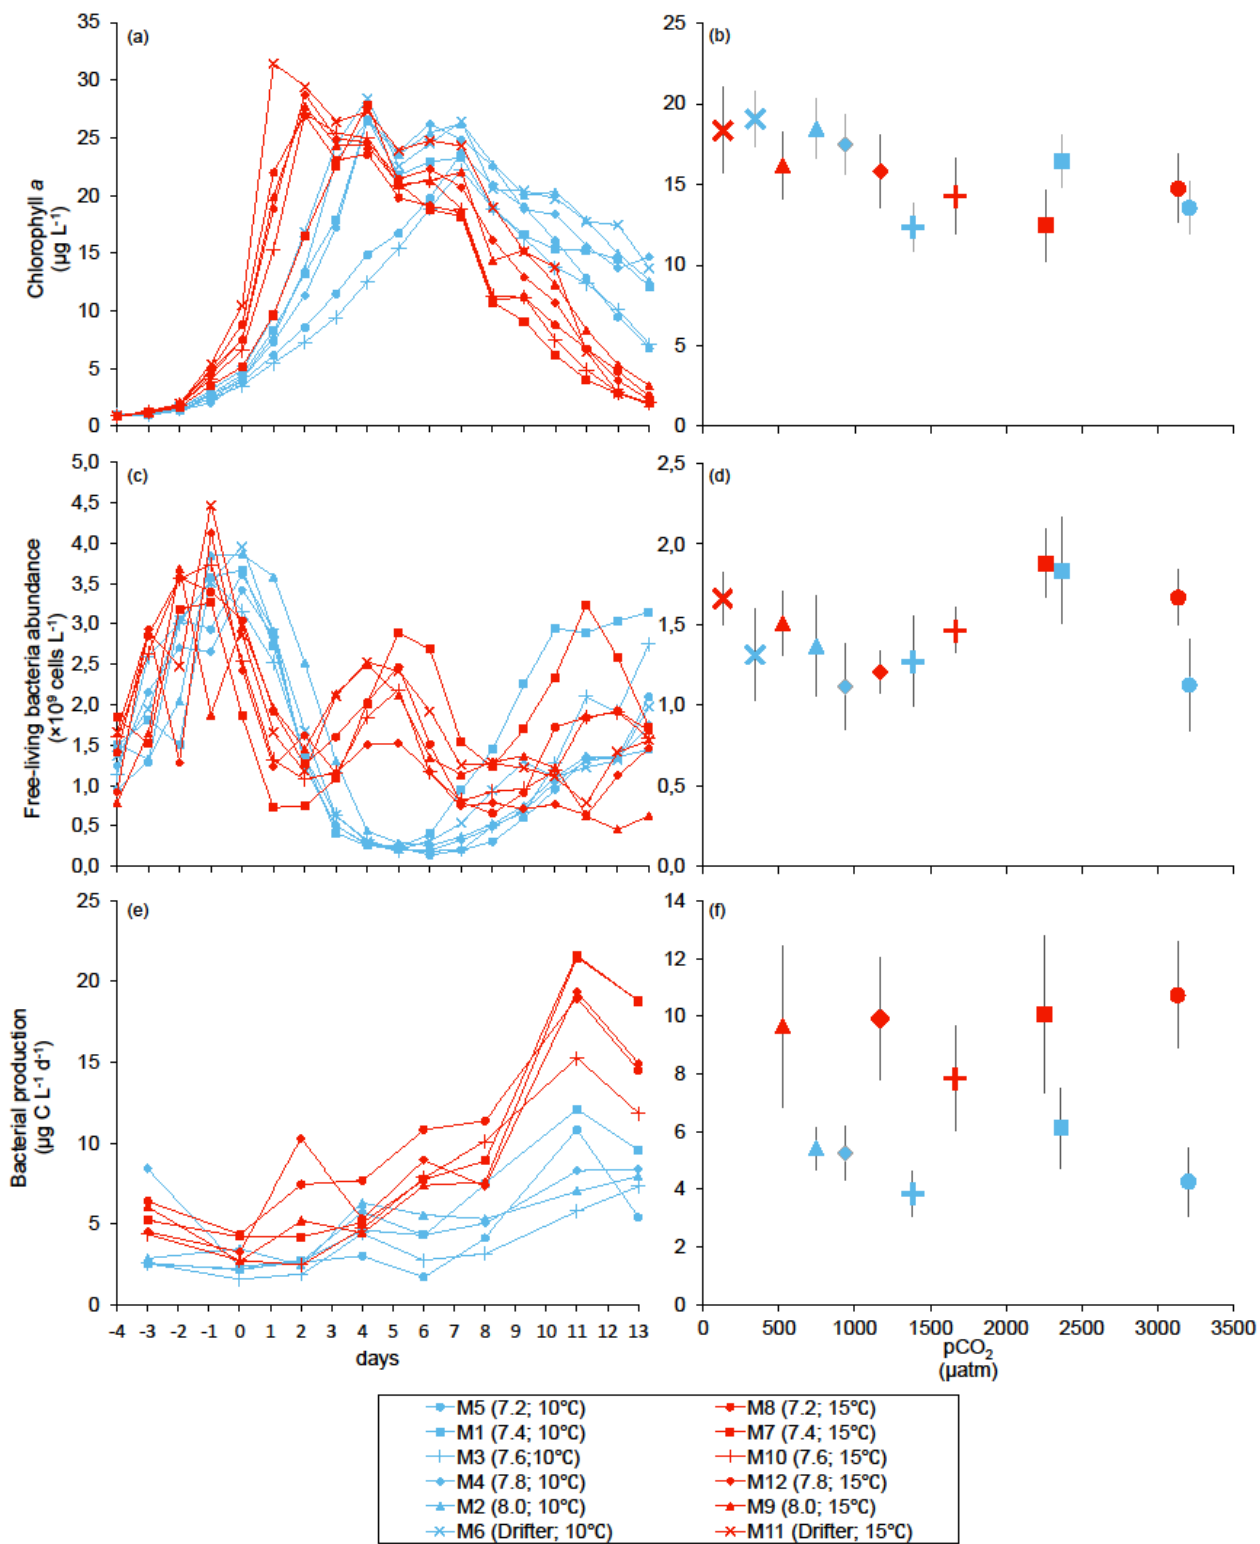 (a)
35
30
25
20
15
10
5
0
Chlorophyll a
(µg L⁻¹)
(b)
25
20
15
10
5
0
(c)
5,0
4,5
4,0
3,5
3,0
2,5
2,0
1,5
1,0
0,5
0,0
Free-living bacteria abundance
(×10⁹ cells L⁻¹)
(d)
2,5
2,0
1,5
1,0
0,5
0,0
(e)
25
20
15
10
5
0
Bacterial production
(µg C L⁻¹ d⁻¹)
-4 -3 -2 -1 0 1 2 3 4 5 6 7 8 9 10 11 12 13
days
(f)
14
12
10
8
6
4
2
0
0 500 1000 1500 2000 2500 3000 3500
pCO₂
(µatm)
M5 (7.2; 10°C) M8 (7.2; 15°C)
M1 (7.4; 10°C) M7 (7.4; 15°C)
M3 (7.6;10°C) M10 (7.6; 15°C)
M4 (7.8; 10°C) M12 (7.8; 15°C)
M2 (8.0; 10°C) M9 (8.0; 15°C)
M6 (Drifter; 10°C) M11 (Drifter; 15°C)